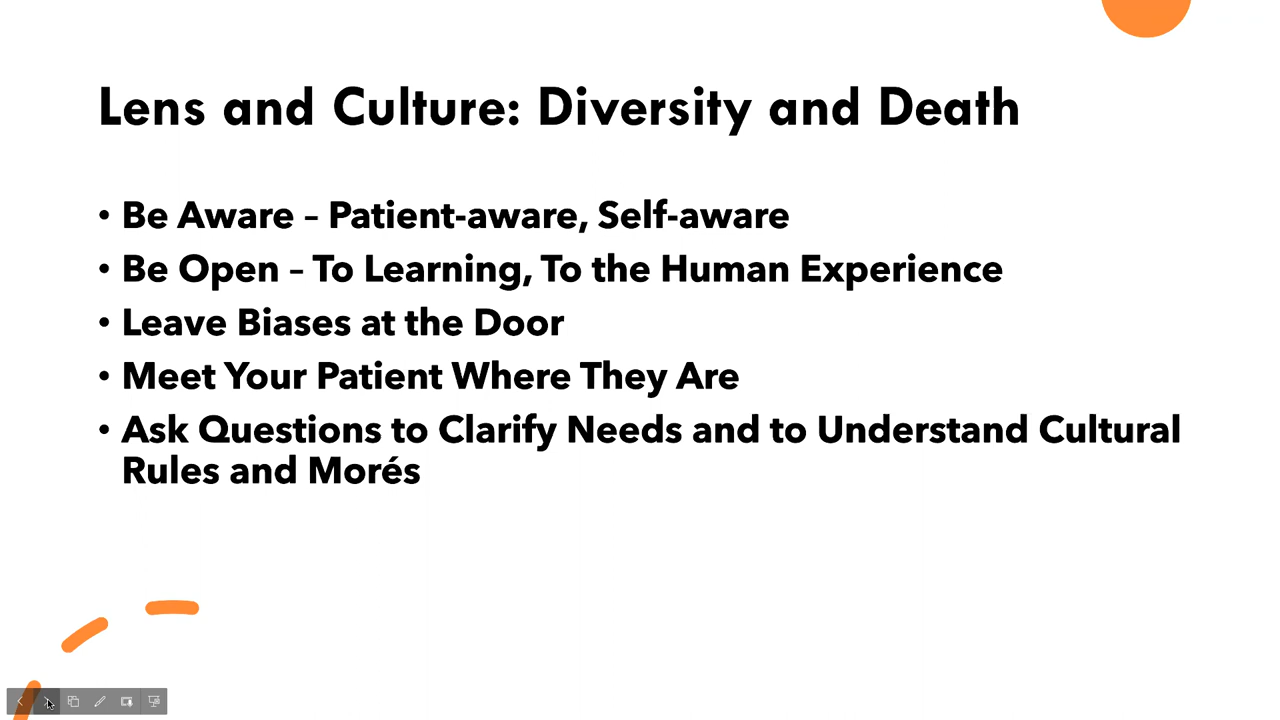 Lens and Culture: Diversity and Death
• Be Aware – Patient-aware, Self-aware
• Be Open – To Learning, To the Human Experience
• Leave Biases at the Door
• Meet Your Patient Where They Are
• Ask Questions to Clarify Needs and to Understand Cultural
Rules and Morés